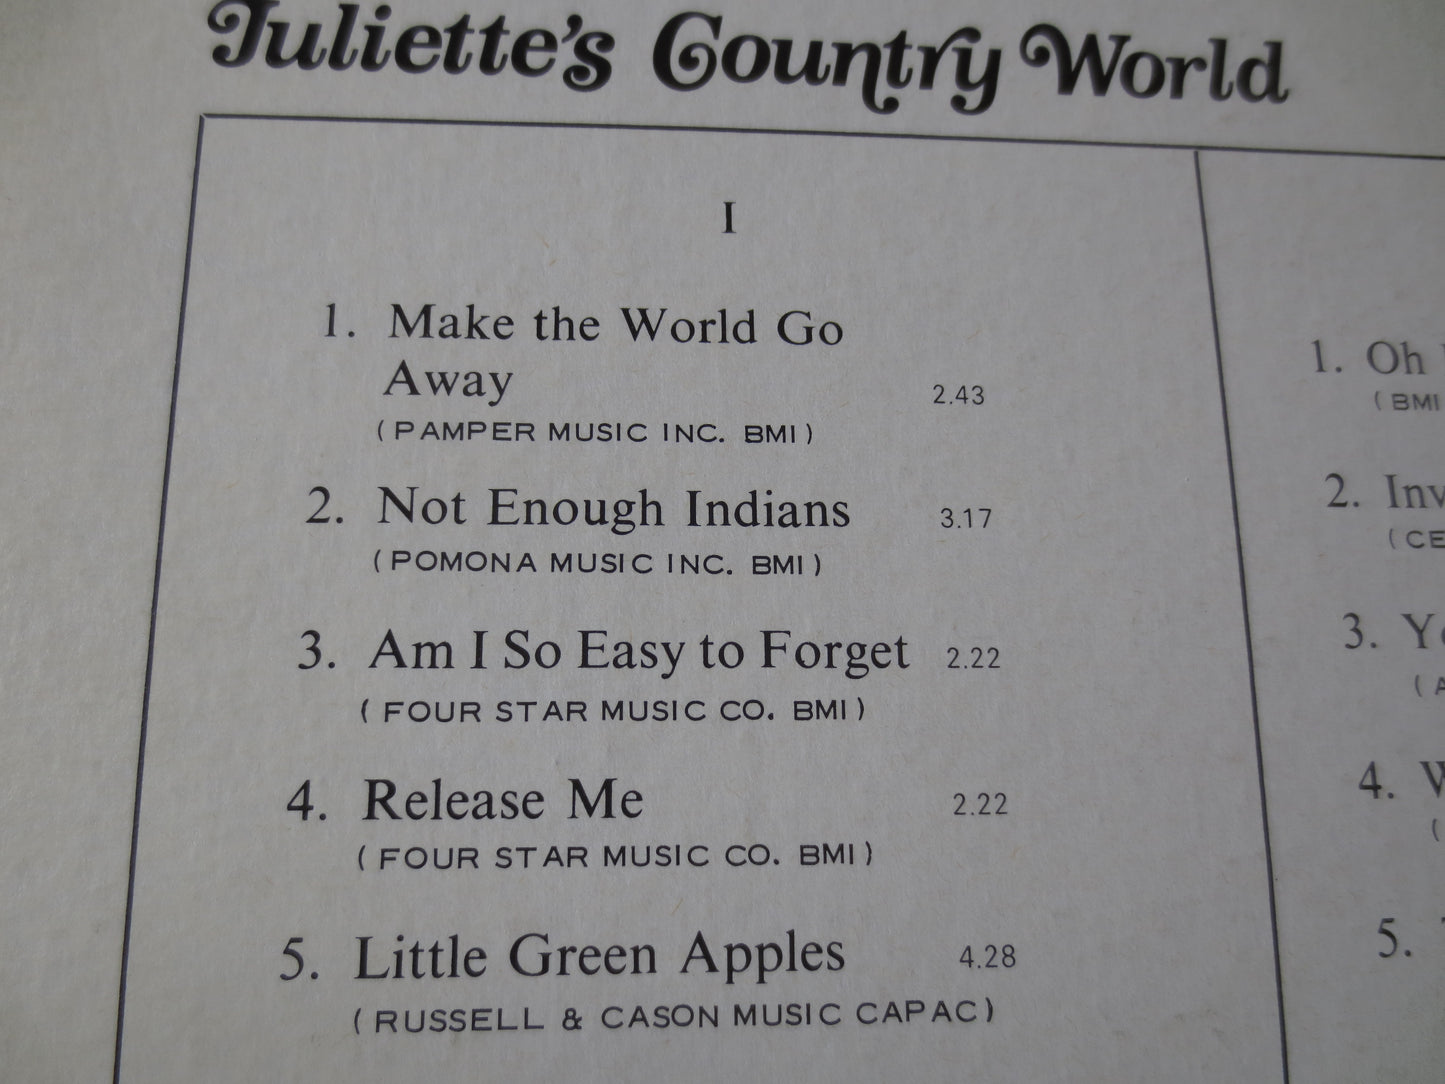 Juliette's Country World
I
1. Make the World Go
Away 2.43
(PAMPER MUSIC INC. BMI)
2. Not Enough Indians 3.17
(POMONA MUSIC INC. BMI)
3. Am I So Easy to Forget 2.22
(FOUR STAR MUSIC CO. BMI)
4. Release Me 2.22
(FOUR STAR MUSIC CO. BMI)
5. Little Green Apples 4.28
(RUSSELL & CASON MUSIC CAPAC)
1. Oh
(BMI
2.
3.
4.
5.